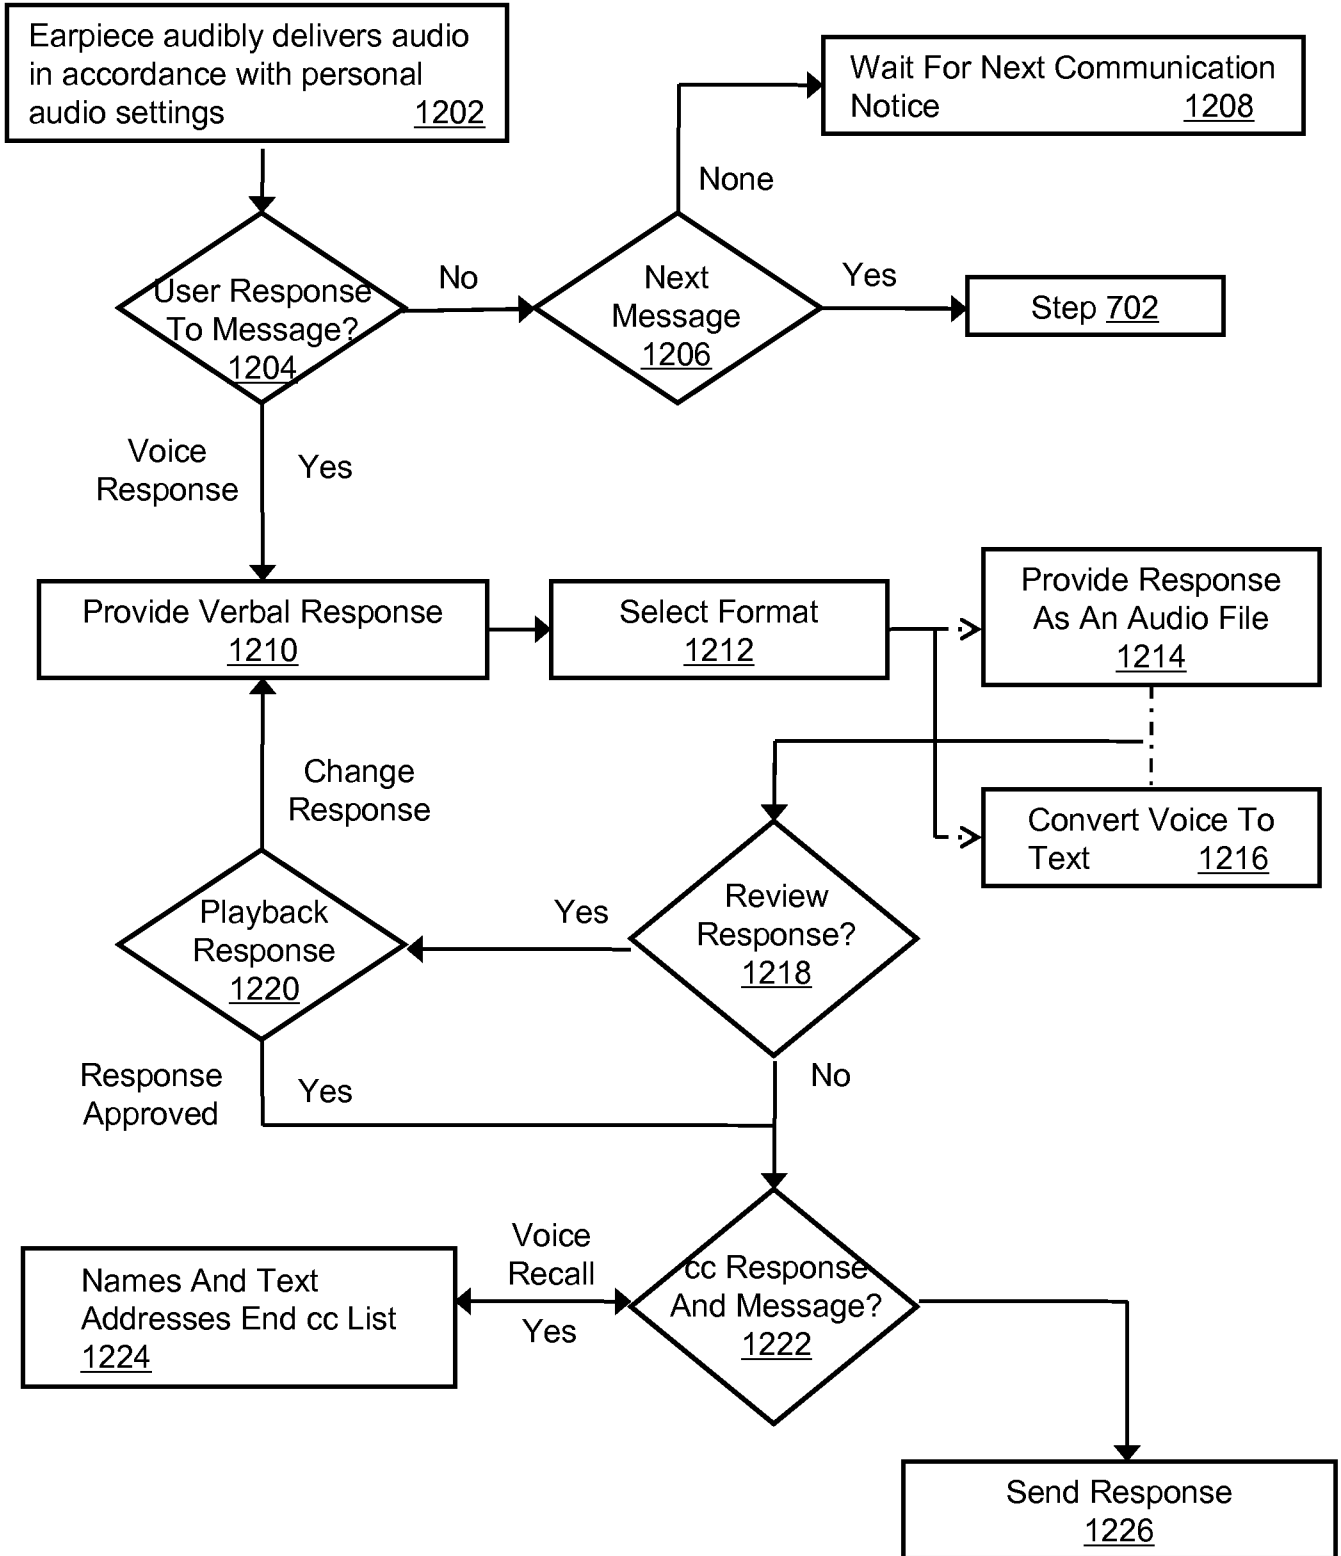 Earpiece audibly delivers audio
in accordance with personal
audio settings 1202
Wait For Next Communication
Notice 1208
None
User Response
To Message?
1204
No
Next
Message
1206
Yes
Step 702
Voice
Response
Yes
Provide Verbal Response
1210
Select Format
1212
Provide Response
As An Audio File
1214
Change
Response
Convert Voice To
Text 1216
Playback
Response
1220
Yes
Review
Response?
1218
Response
Approved
Yes
No
Names And Text
Addresses End cc List
1224
Voice
Recall
Yes
cc Response
And Message?
1222
Send Response
1226